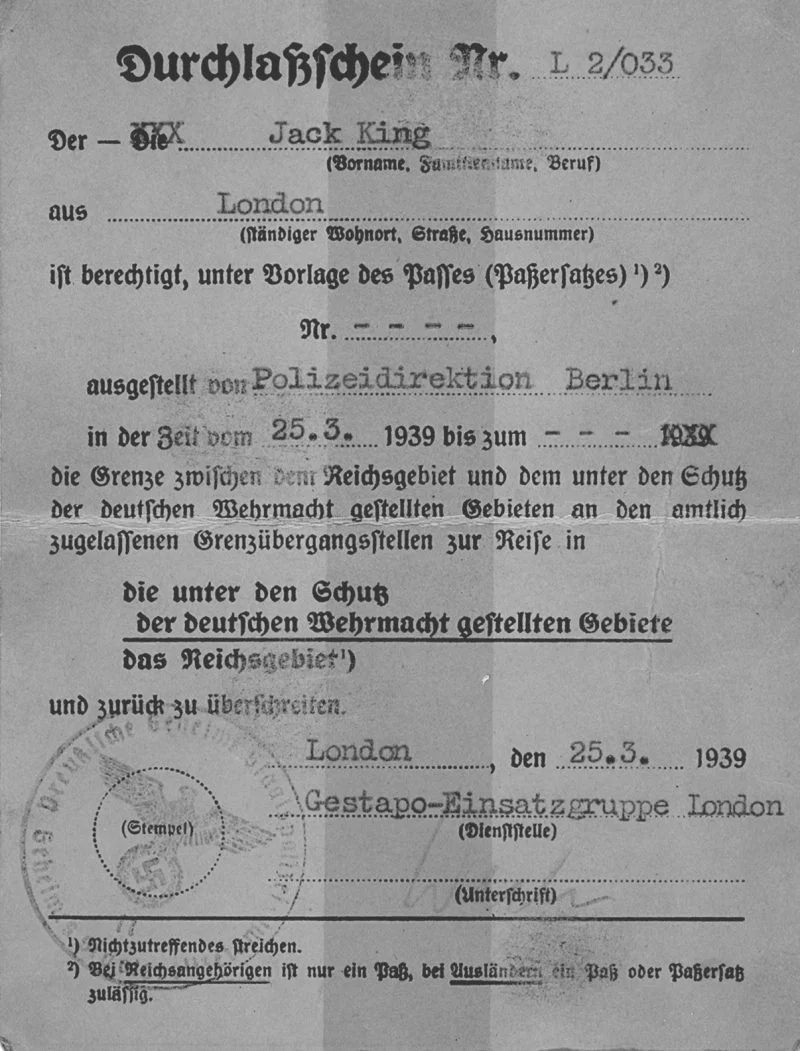 Durchlaßſchein Nr. L 2/033
Der — Die XXX Jack King
(Vorname, Familienname, Beruf)
aus London
(ſtändiger Wohnort, Straße, Hausnummer)
iſt berechtigt, unter Vorlage des Paſſes (Paßerſatzes) ¹) ²)
Nr. - - - -,
ausgeſtellt von Polizeidirektion Berlin
in der Zeit vom 25.3. 1939 bis zum - - -
die Grenze zwiſchen dem Reichsgebiet und dem unter den Schutz
der deutſchen Wehrmacht geſtellten Gebieten an den amtlich
zugelaſſenen Grenzübergangsſtellen zur Reiſe in
die unter den Schutz
der deutſchen Wehrmacht geſtellten Gebiete
das Reichsgebiet¹)
und zurück zu überſchreiten.
London, den 25.3. 1939
Gestapo-Einsatzgruppe London
(Stempel)
(Dienſtſtelle)
(Unterſchrift)
¹) Nichtzutreffendes ſtreichen.
²) Bei Reichsangehörigen iſt nur ein Paß, bei Ausländern ein Paß oder Paßerſatz
zuläſſig.